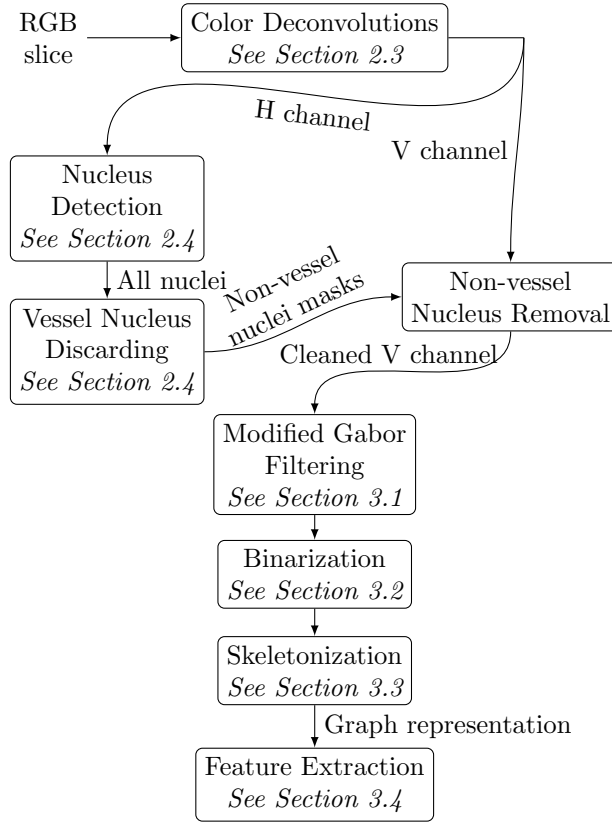 RGB
slice
Color Deconvolutions
See Section 2.3
H channel
V channel
Nucleus
Detection
See Section 2.4
All nuclei
Non-vessel
nuclei masks
Non-vessel
Nucleus Removal
Vessel Nucleus
Discarding
See Section 2.4
Cleaned V channel
Modified Gabor
Filtering
See Section 3.1
Binarization
See Section 3.2
Skeletonization
See Section 3.3
Graph representation
Feature Extraction
See Section 3.4